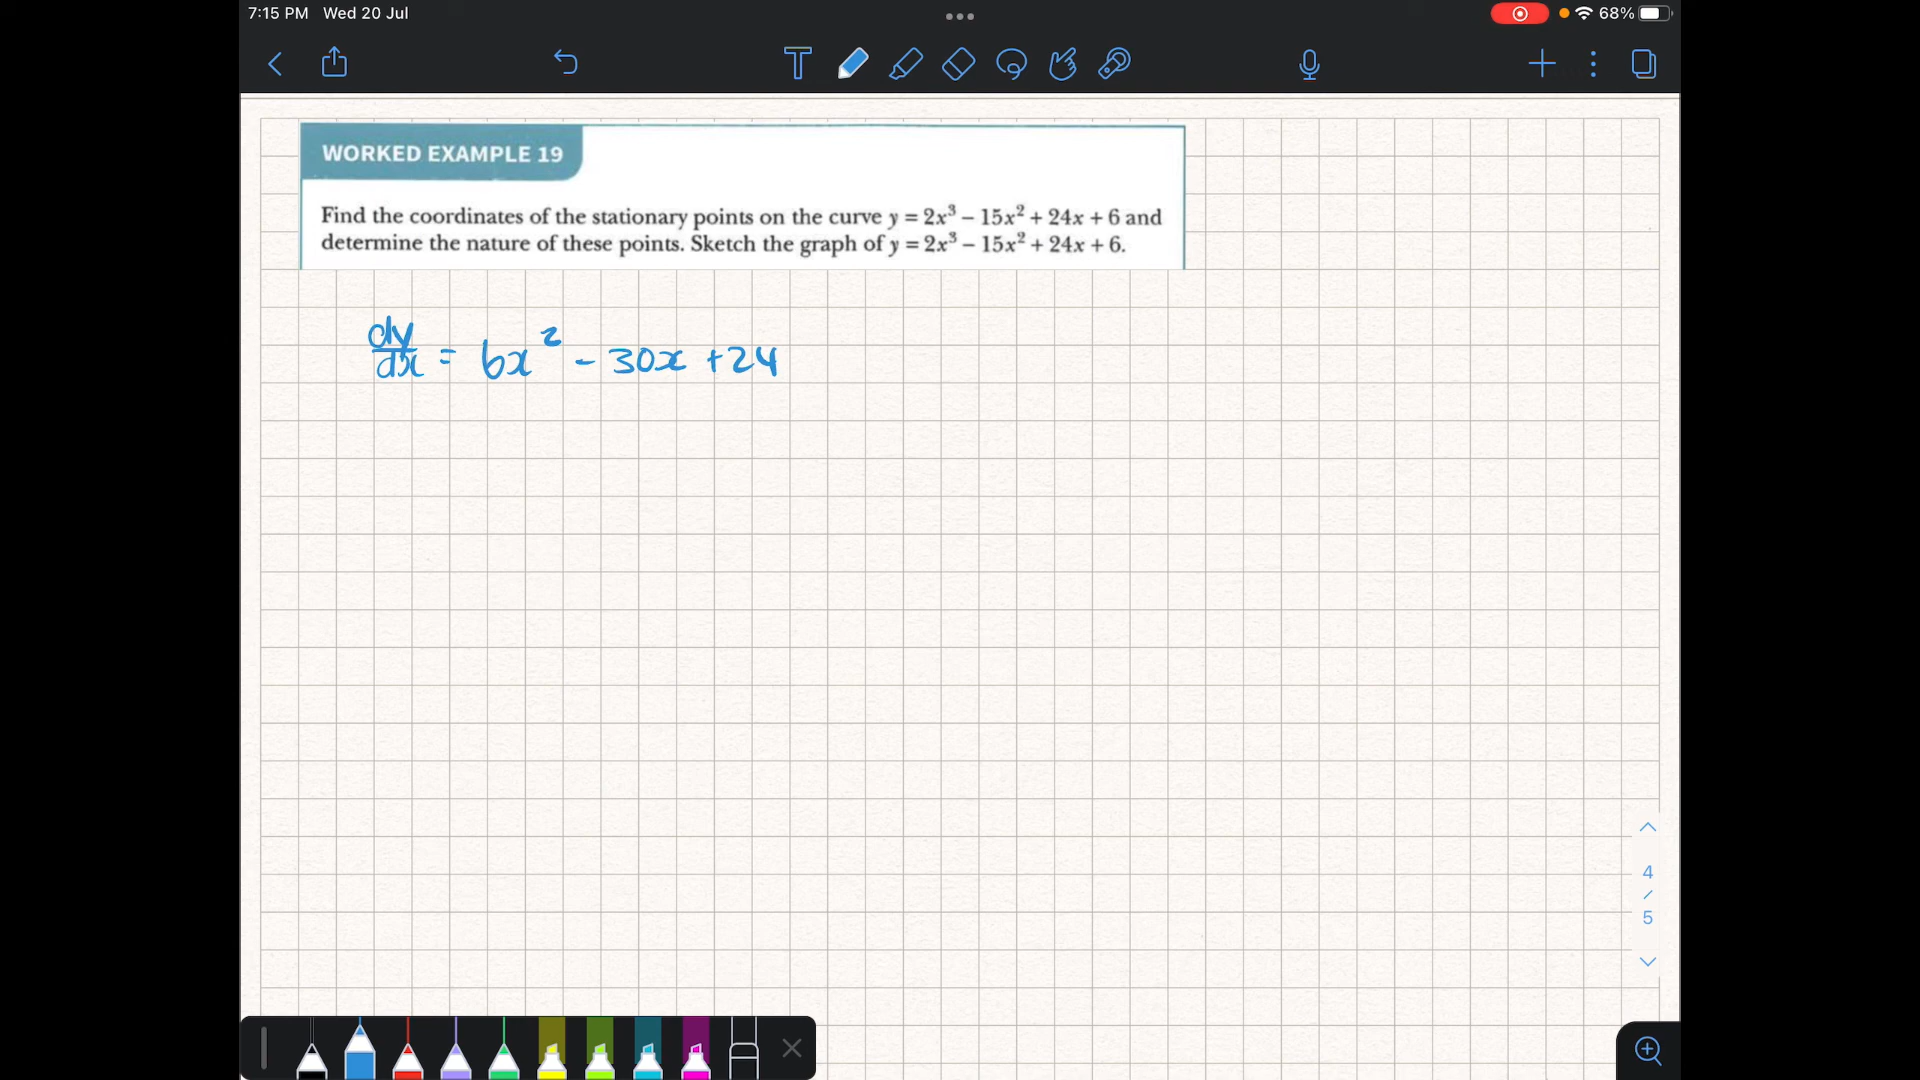 7:15 PM Wed 20 Jul
68%
T
WORKED EXAMPLE 19
Find the coordinates of the stationary points on the curve y = 2x³ – 15x² + 24x + 6 and
determine the nature of these points. Sketch the graph of y = 2x³ – 15x² + 24x + 6.
dy/dx = 6x² - 30x + 24
4
/
5